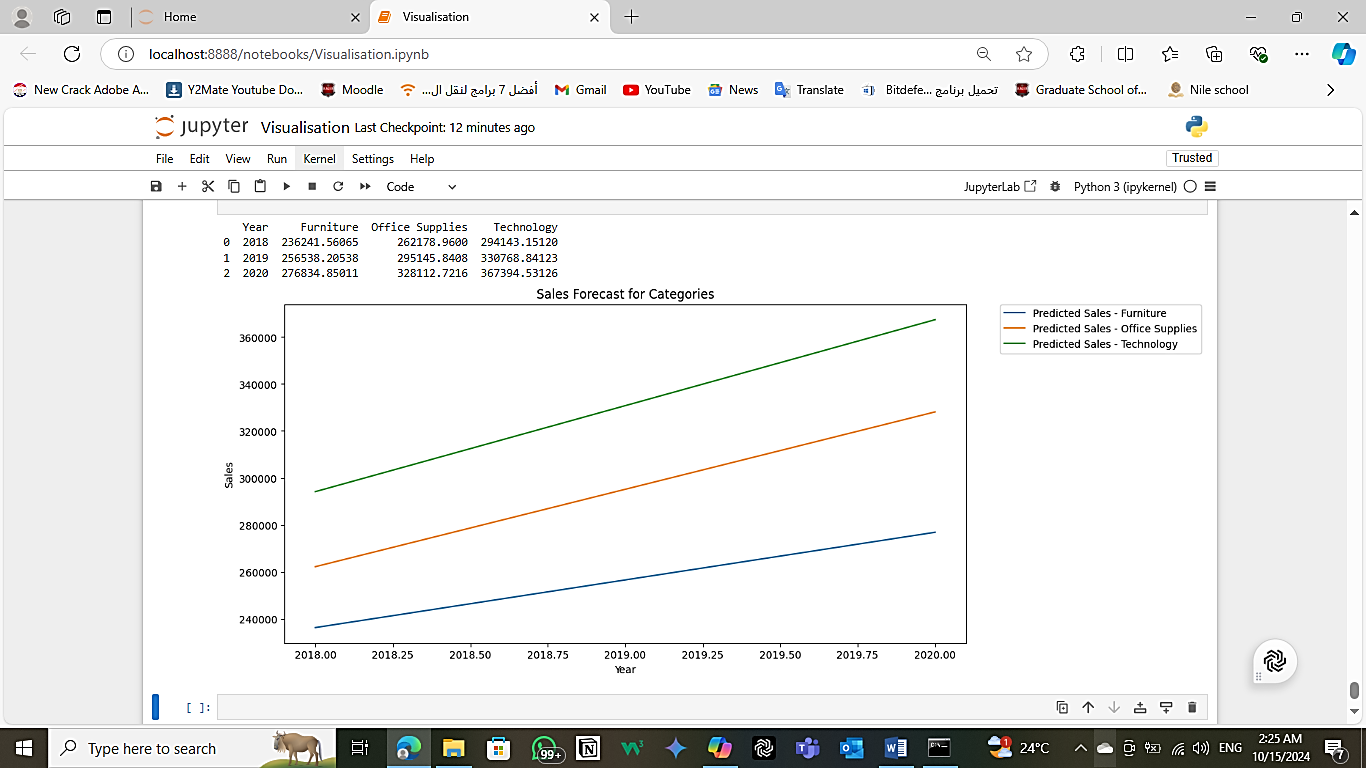 Home
Visualisation
localhost:8888/notebooks/Visualisation.ipynb
New Crack Adobe A...
Y2Mate Youtube Do...
Moodle
أفضل 7 برامج لنقل ال...
Gmail
YouTube
News
Translate
تحميل برنامج Bitdefe...
Graduate School of...
Nile school
jupyter Visualisation Last Checkpoint: 12 minutes ago
File Edit View Run Kernel Settings Help
Trusted
Code
JupyterLab
Python 3 (ipykernel)
Year Furniture Office Supplies Technology
0 2018 236241.56065 262178.9600 294143.15120
1 2019 256538.20538 295145.8408 330768.84123
2 2020 276834.85011 328112.7216 367394.53126
Sales Forecast for Categories
Predicted Sales - Furniture
Predicted Sales - Office Supplies
Predicted Sales - Technology
360000
340000
320000
300000
280000
260000
240000
Sales
2018.00 2018.25 2018.50 2018.75 2019.00 2019.25 2019.50 2019.75 2020.00
Year
[ ]:
Type here to search
99+
1
24°C
ENG
2:25 AM
10/15/2024
7